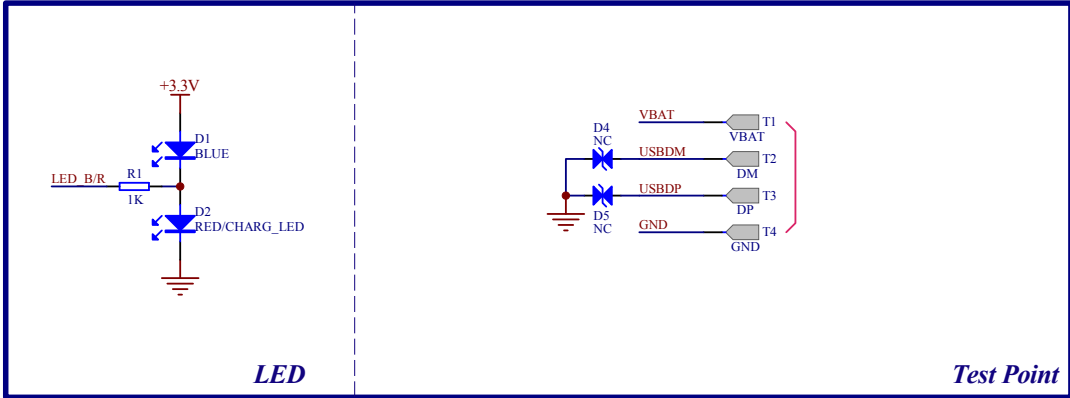 +3.3V
D1
BLUE
LED_B/R
R1
1K
D2
RED/CHARG_LED
LED
VBAT
T1
VBAT
D4
NC
USBDM
T2
DM
USBDP
T3
DP
D5
NC
GND
T4
GND
Test Point